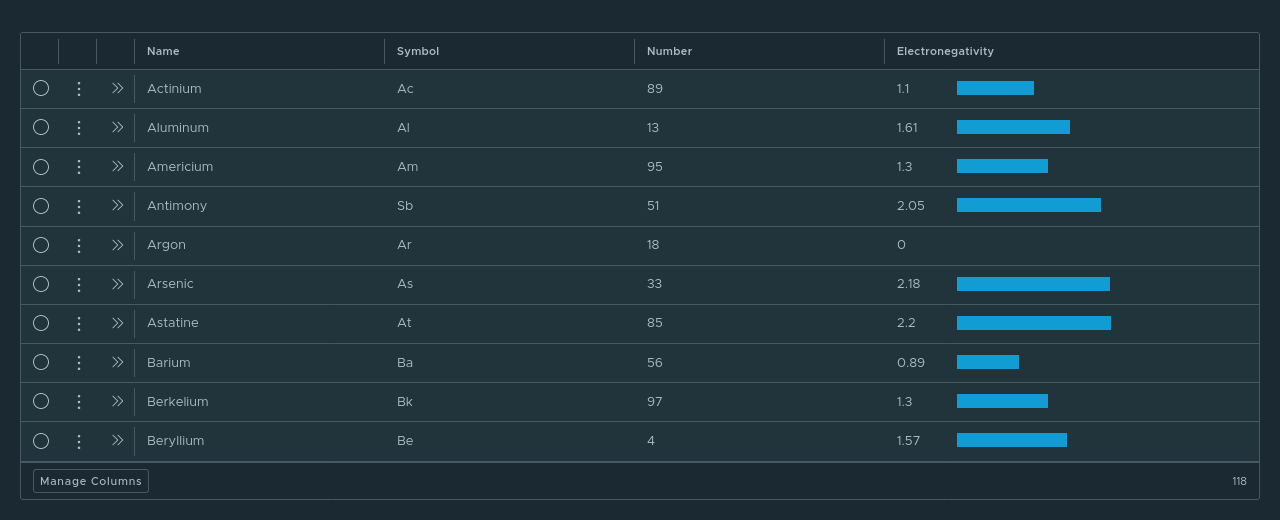 Name Symbol Number Electronegativity
Actinium Ac 89 1.1
Aluminum Al 13 1.61
Americium Am 95 1.3
Antimony Sb 51 2.05
Argon Ar 18 0
Arsenic As 33 2.18
Astatine At 85 2.2
Barium Ba 56 0.89
Berkelium Bk 97 1.3
Beryllium Be 4 1.57
Manage Columns 118